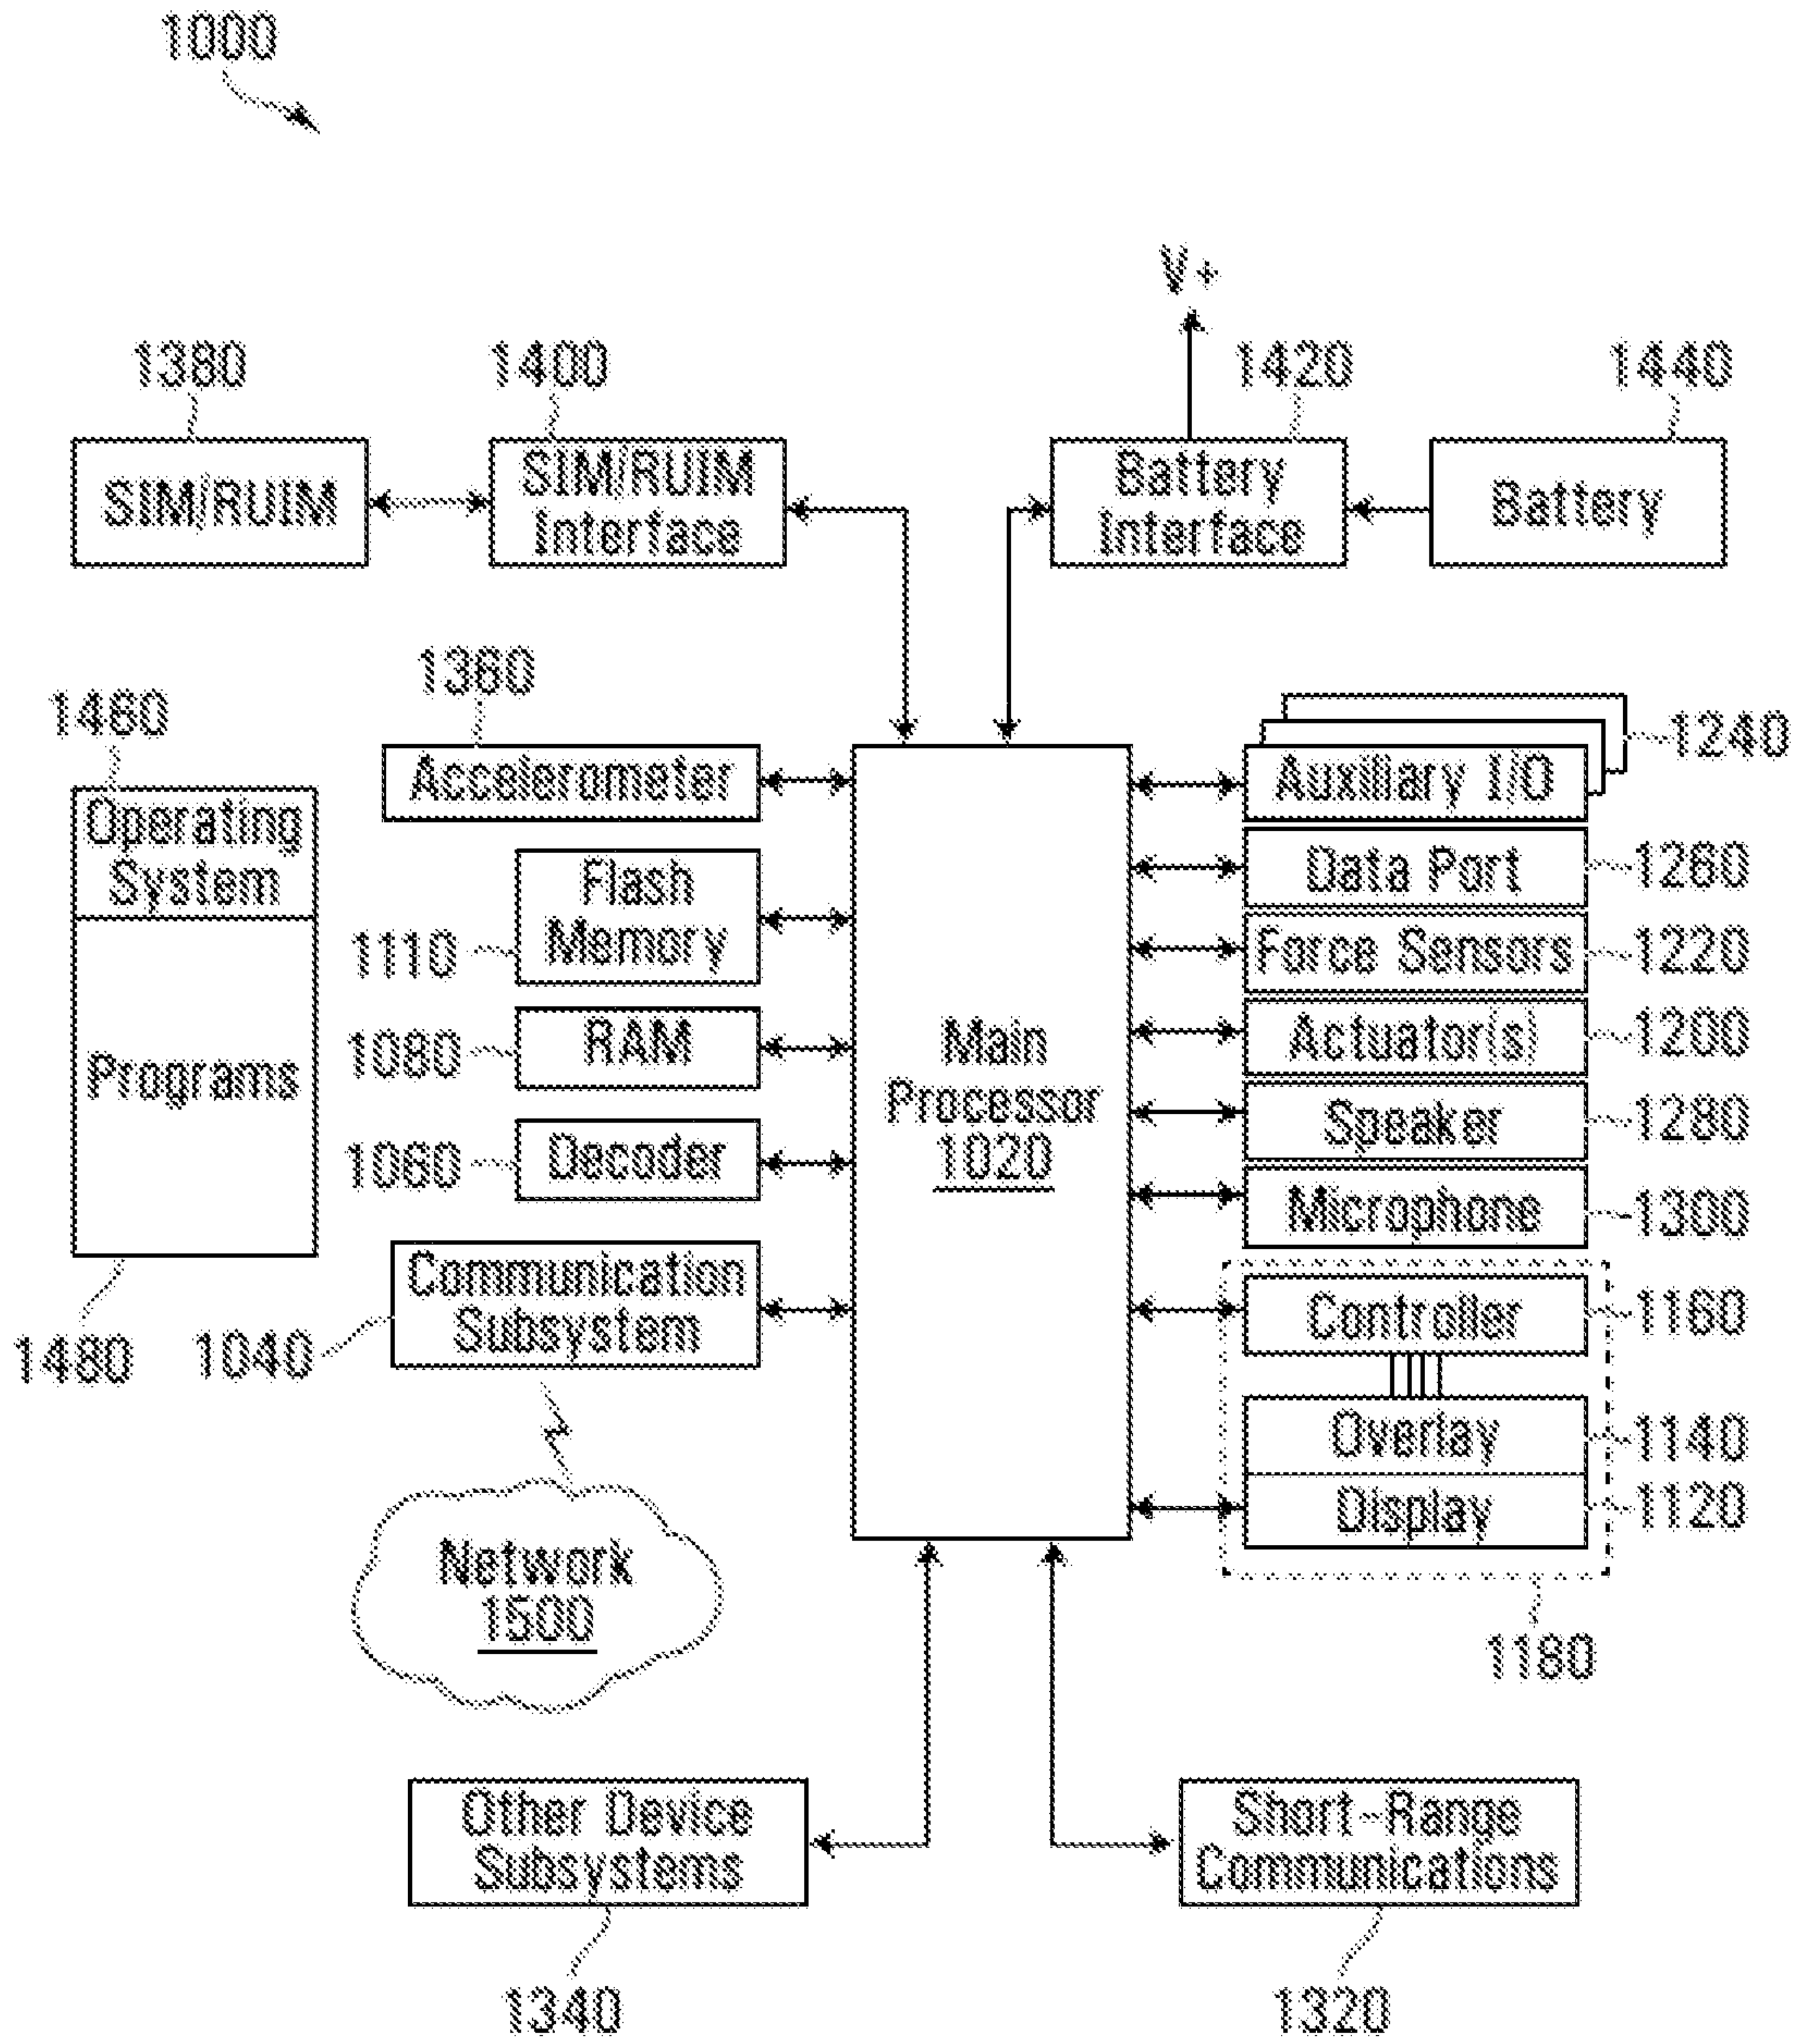 1000
V+
1380
1400
1420
1440
SIM/RUIM
SIM/RUIM
Interface
Battery
Interface
Battery
1360
1460
Accelerometer
Auxiliary I/O
1240
Operating
System
Flash
Memory
1110
Data Port
1260
Force Sensors
1220
Programs
RAM
1080
Main
Processor
1020
Actuator(s)
1200
Decoder
1060
Speaker
1280
Microphone
1300
Communication
Subsystem
1480
1040
Controller
1160
Overlay
1140
Display
1120
Network
1500
1180
Other Device
Subsystems
Short-Range
Communications
1340
1320